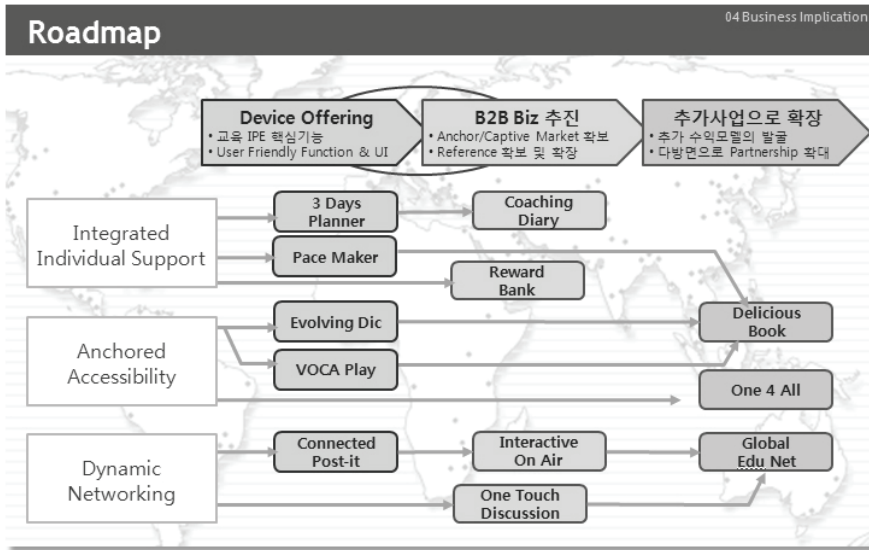 04 Business Implication
Roadmap
Device Offering
• 교육 IPE 핵심기능
• User Friendly Function & UI
B2B Biz 추진
• Anchor/Captive Market 확보
• Reference 확보 및 확장
추가사업으로 확장
• 추가 수익모델의 발굴
• 다방면으로 Partnership 확대
Integrated
Individual Support
3 Days
Planner
Coaching
Diary
Pace Maker
Reward
Bank
Anchored
Accessibility
Evolving Dic
Delicious
Book
VOCA Play
One 4 All
Dynamic
Networking
Connected
Post-it
Interactive
On Air
Global
Edu Net
One Touch
Discussion